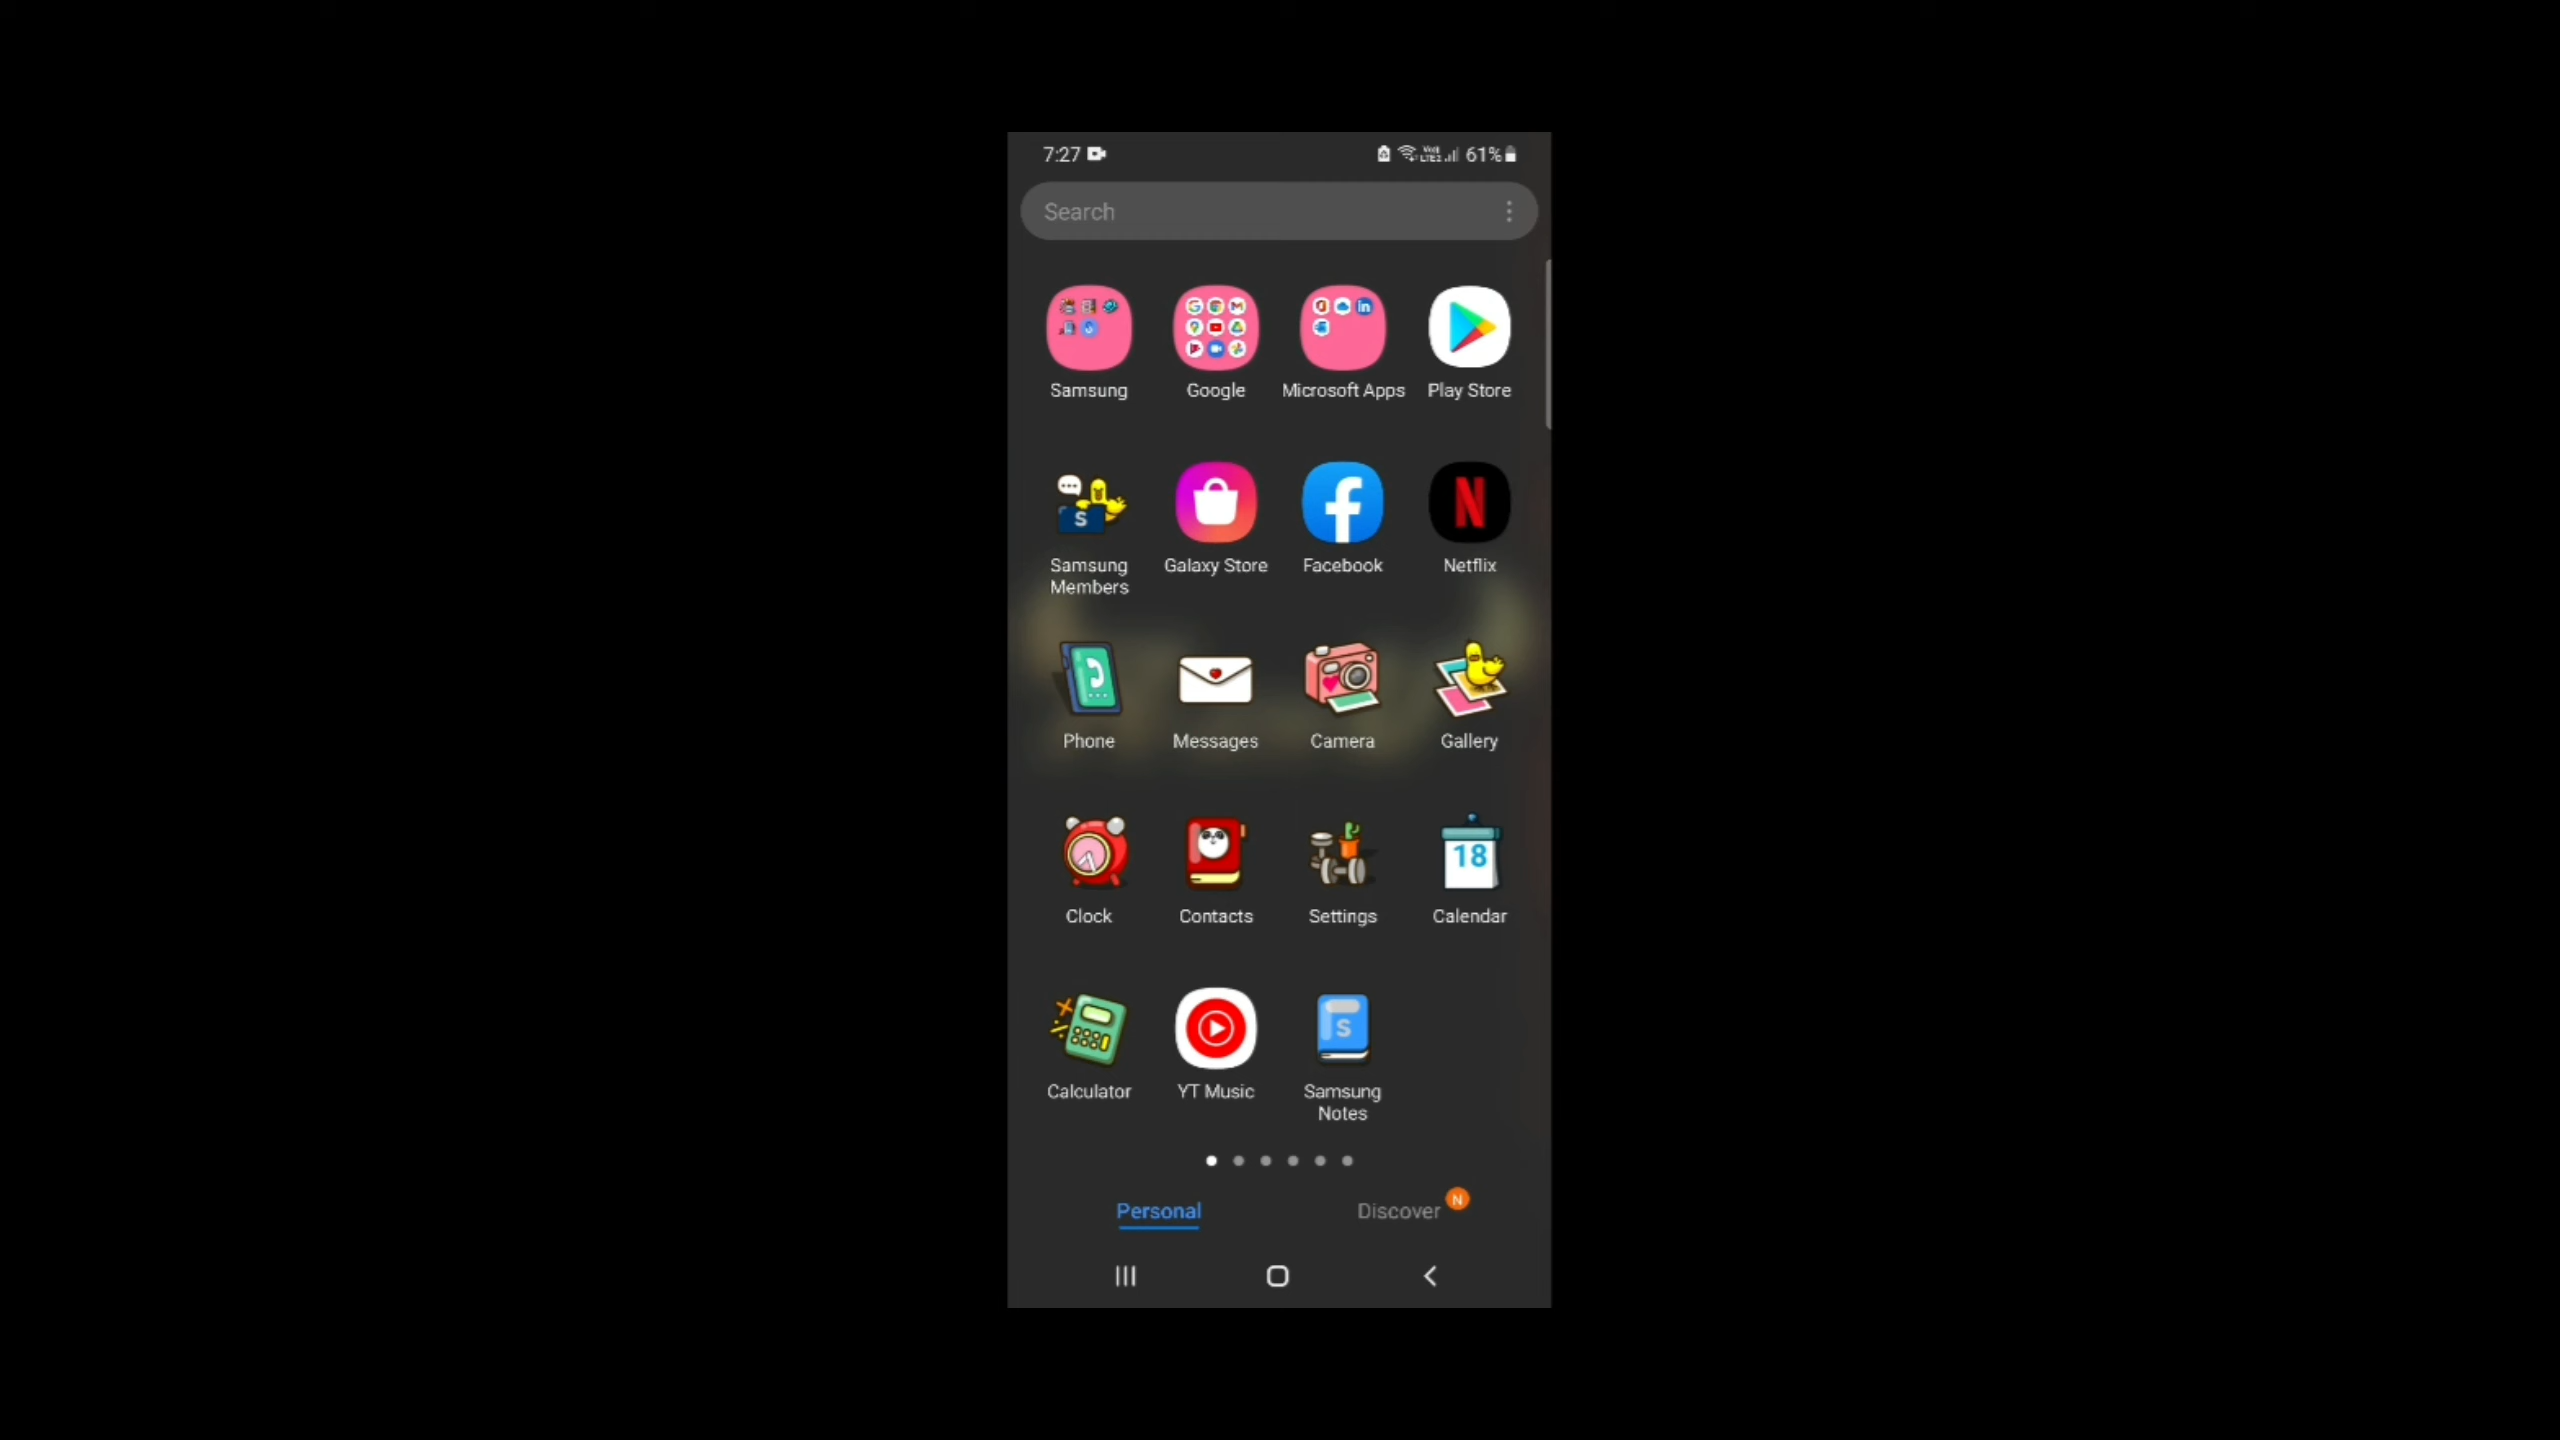 7:27 61%
Search
Samsung Google Microsoft Apps Play Store
Samsung Members Galaxy Store Facebook Netflix
Phone Messages Camera Gallery
18
Clock Contacts Settings Calendar
Calculator YT Music Samsung Notes
Personal Discover N